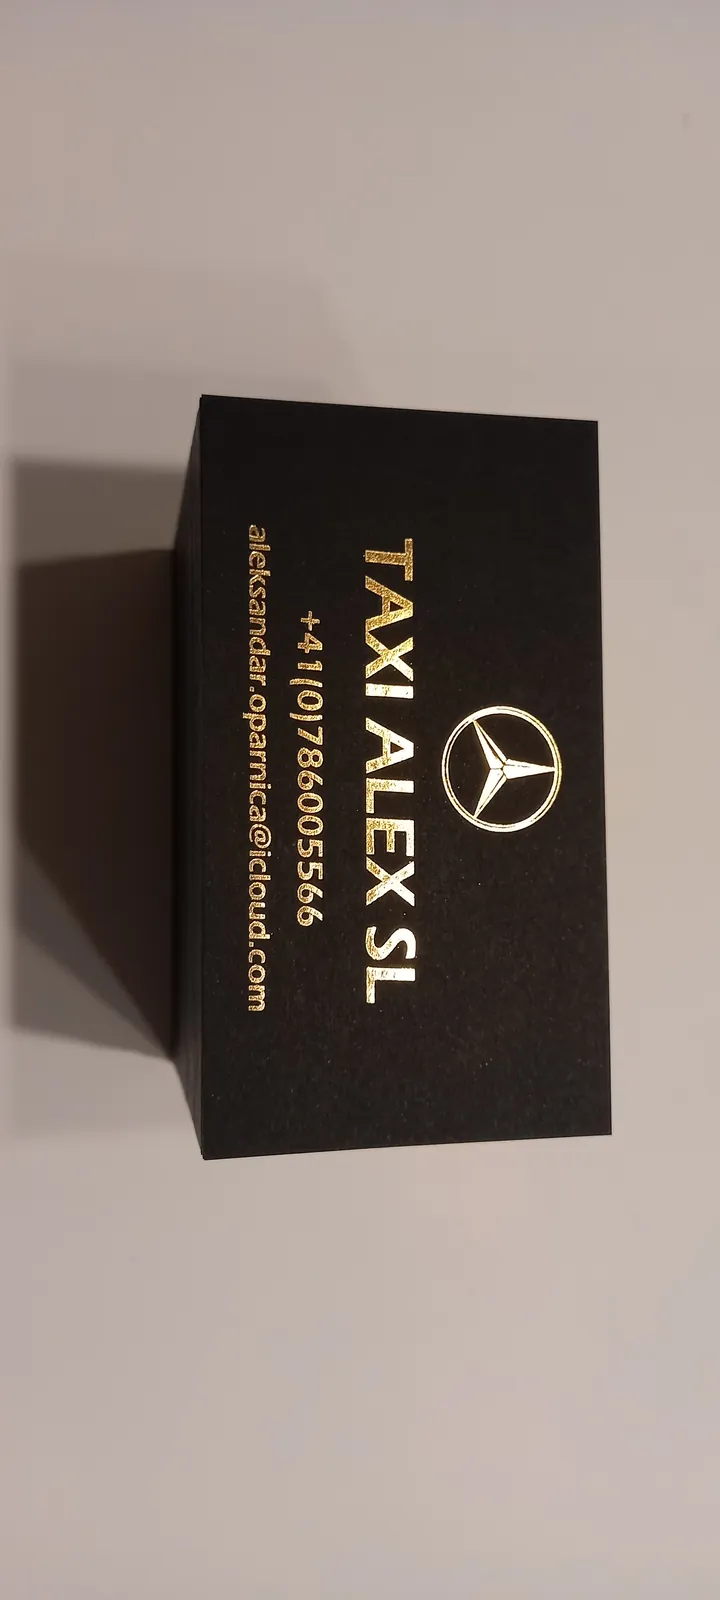 TAXI ALEX SL
+41(0)786005566
aleksandar.oparnica@icloud.com